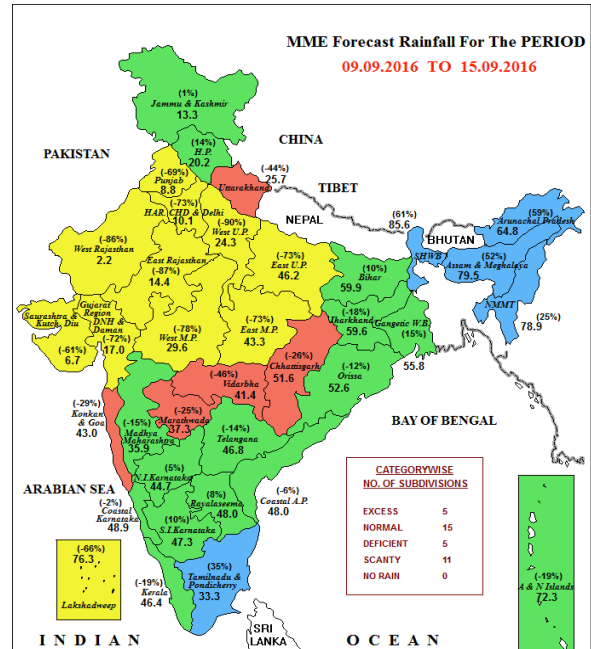 MME Forecast Rainfall For The PERIOD
09.09.2016 TO 15.09.2016
(1%)
Jammu & Kashmir
13.3
CHINA
(14%)
H.P.
20.2
PAKISTAN
(-69%)
Punjab
8.8
(-44%)
25.7
Uttarakhand
TIBET
(-73%)
HAR. CHD & Delhi
10.1
(-90%)
West U.P.
24.3
NEPAL
(61%)
85.6
(59%)
Arunachal Pradesh
64.8
BHUTAN
SHWB
(52%)
Assam & Meghalaya
79.5
NMMT
(25%)
78.9
(-86%)
West Rajasthan
2.2
East Rajasthan
(-87%)
14.4
(-73%)
East U.P.
46.2
(10%)
Bihar
59.9
(-18%)
Jharkhand
59.6
Gangetic W.B.
(15%)
55.8
Saurashtra &
Kutch, Diu
(-61%)
6.7
Gujarat
Region
DNH &
Daman
(-72%)
17.0
(-78%)
West M.P.
29.6
(-73%)
East M.P.
43.3
(-26%)
Chhattisgarh
51.6
(-12%)
Orissa
52.6
(-46%)
Vidarbha
41.4
(-29%)
Konkan
& Goa
43.0
(-25%)
Marathwada
37.3
(-15%)
Madhya
Maharashtra
35.9
(-14%)
Telangana
46.8
BAY OF BENGAL
ARABIAN SEA
(-2%)
Coastal
Karnataka
48.9
(5%)
N.I.Karnataka
44.7
(8%)
Rayalaseema
48.0
(-6%)
Coastal A.P.
48.0
(10%)
S.I.Karnataka
47.3
CATEGORYWISE
NO. OF SUBDIVISIONS
EXCESS 5
NORMAL 15
DEFICIENT 5
SCANTY 11
NO RAIN 0
(-66%)
76.3
Lakshadweep
(-19%)
Kerala
46.4
(35%)
Tamilnadu &
Pondicherry
33.3
(-19%)
A & N Islands
72.3
SRI
LANKA
INDIAN OCEAN